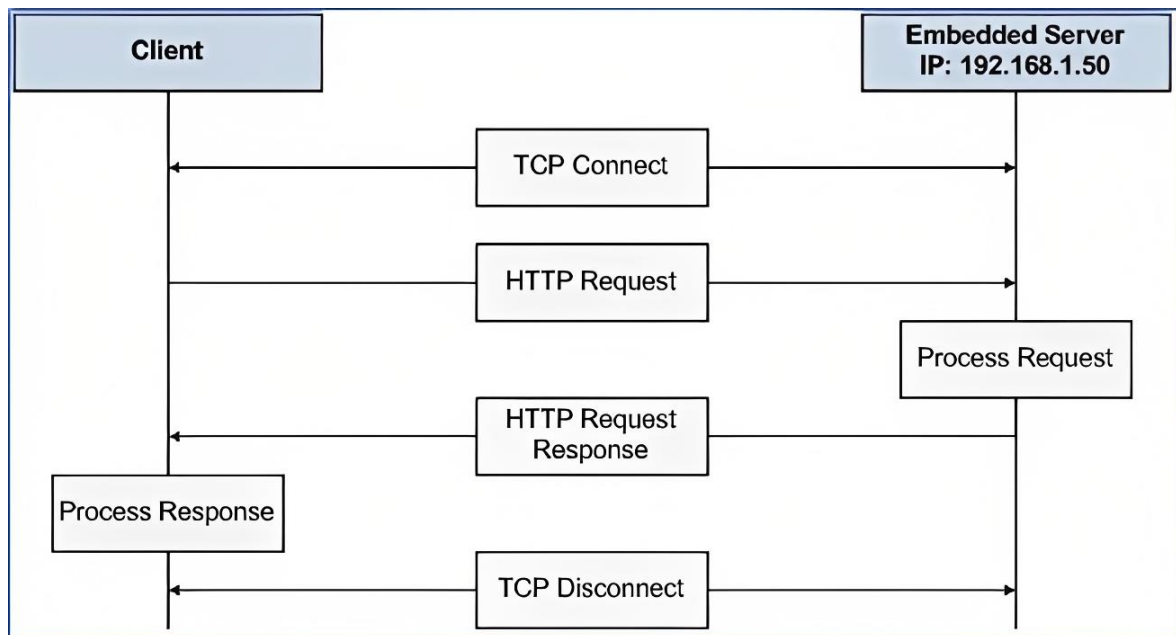 Client
Embedded Server
IP: 192.168.1.50
TCP Connect
HTTP Request
Process Request
HTTP Request
Response
Process Response
TCP Disconnect